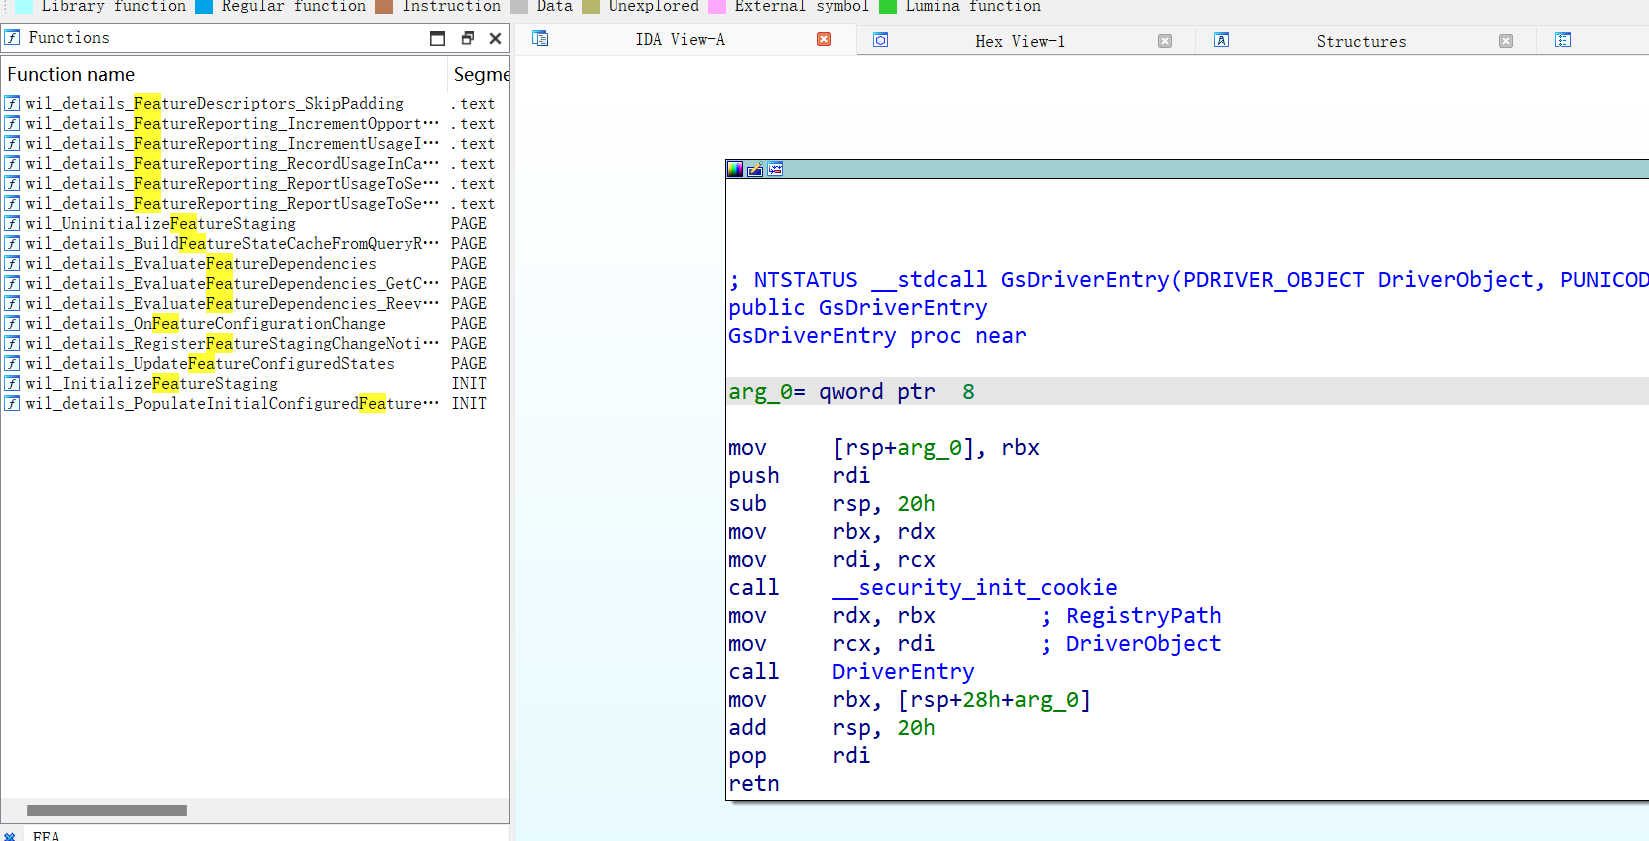 Library function Regular function Instruction Data Unexplored External symbol Lumina function
Functions
IDA View-A
Hex View-1
Structures
Function name Segme
wil_details_FeatureDescriptors_SkipPadding .text
wil_details_FeatureReporting_IncrementOpport… .text
wil_details_FeatureReporting_IncrementUsageI… .text
wil_details_FeatureReporting_RecordUsageInCa… .text
wil_details_FeatureReporting_ReportUsageToSe… .text
wil_details_FeatureReporting_ReportUsageToSe… .text
wil_UninitializeFeatureStaging PAGE
wil_details_BuildFeatureStateCacheFromQueryR… PAGE
wil_details_EvaluateFeatureDependencies PAGE
wil_details_EvaluateFeatureDependencies_GetC… PAGE
wil_details_EvaluateFeatureDependencies_Reev… PAGE
wil_details_OnFeatureConfigurationChange PAGE
wil_details_RegisterFeatureStagingChangeNoti… PAGE
wil_details_UpdateFeatureConfiguredStates PAGE
wil_InitializeFeatureStaging INIT
wil_details_PopulateInitialConfiguredFeature… INIT
FEA
; NTSTATUS __stdcall GsDriverEntry(PDRIVER_OBJECT DriverObject, PUNICOD
public GsDriverEntry
GsDriverEntry proc near
arg_0= qword ptr 8
mov [rsp+arg_0], rbx
push rdi
sub rsp, 20h
mov rbx, rdx
mov rdi, rcx
call __security_init_cookie
mov rdx, rbx ; RegistryPath
mov rcx, rdi ; DriverObject
call DriverEntry
mov rbx, [rsp+28h+arg_0]
add rsp, 20h
pop rdi
retn